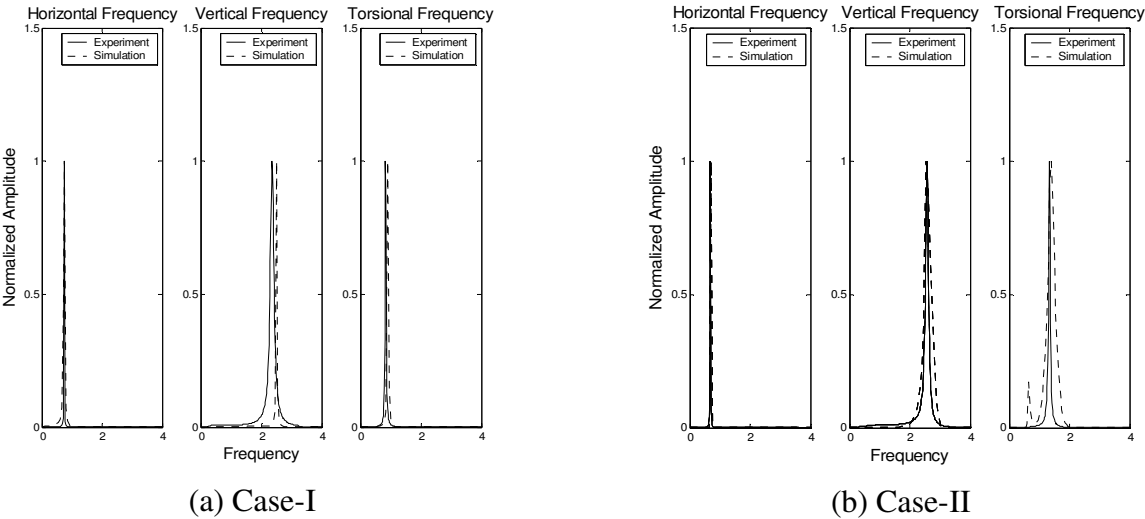 Horizontal Frequency
Vertical Frequency
Torsional Frequency
1.5
Experiment
Simulation
1
0.5
0
0
2
4
Normalized Amplitude
1.5
Experiment
Simulation
1
0.5
0
0
2
4
Frequency
1.5
Experiment
Simulation
1
0.5
0
0
2
4
(a) Case-I
Horizontal Frequency
Vertical Frequency
Torsional Frequency
1.5
Experiment
Simulation
1
0.5
0
0
2
4
Normalized Amplitude
1.5
Experiment
Simulation
1
0.5
0
0
2
4
Frequency
1.5
Experiment
Simulation
1
0.5
0
0
2
4
(b) Case-II